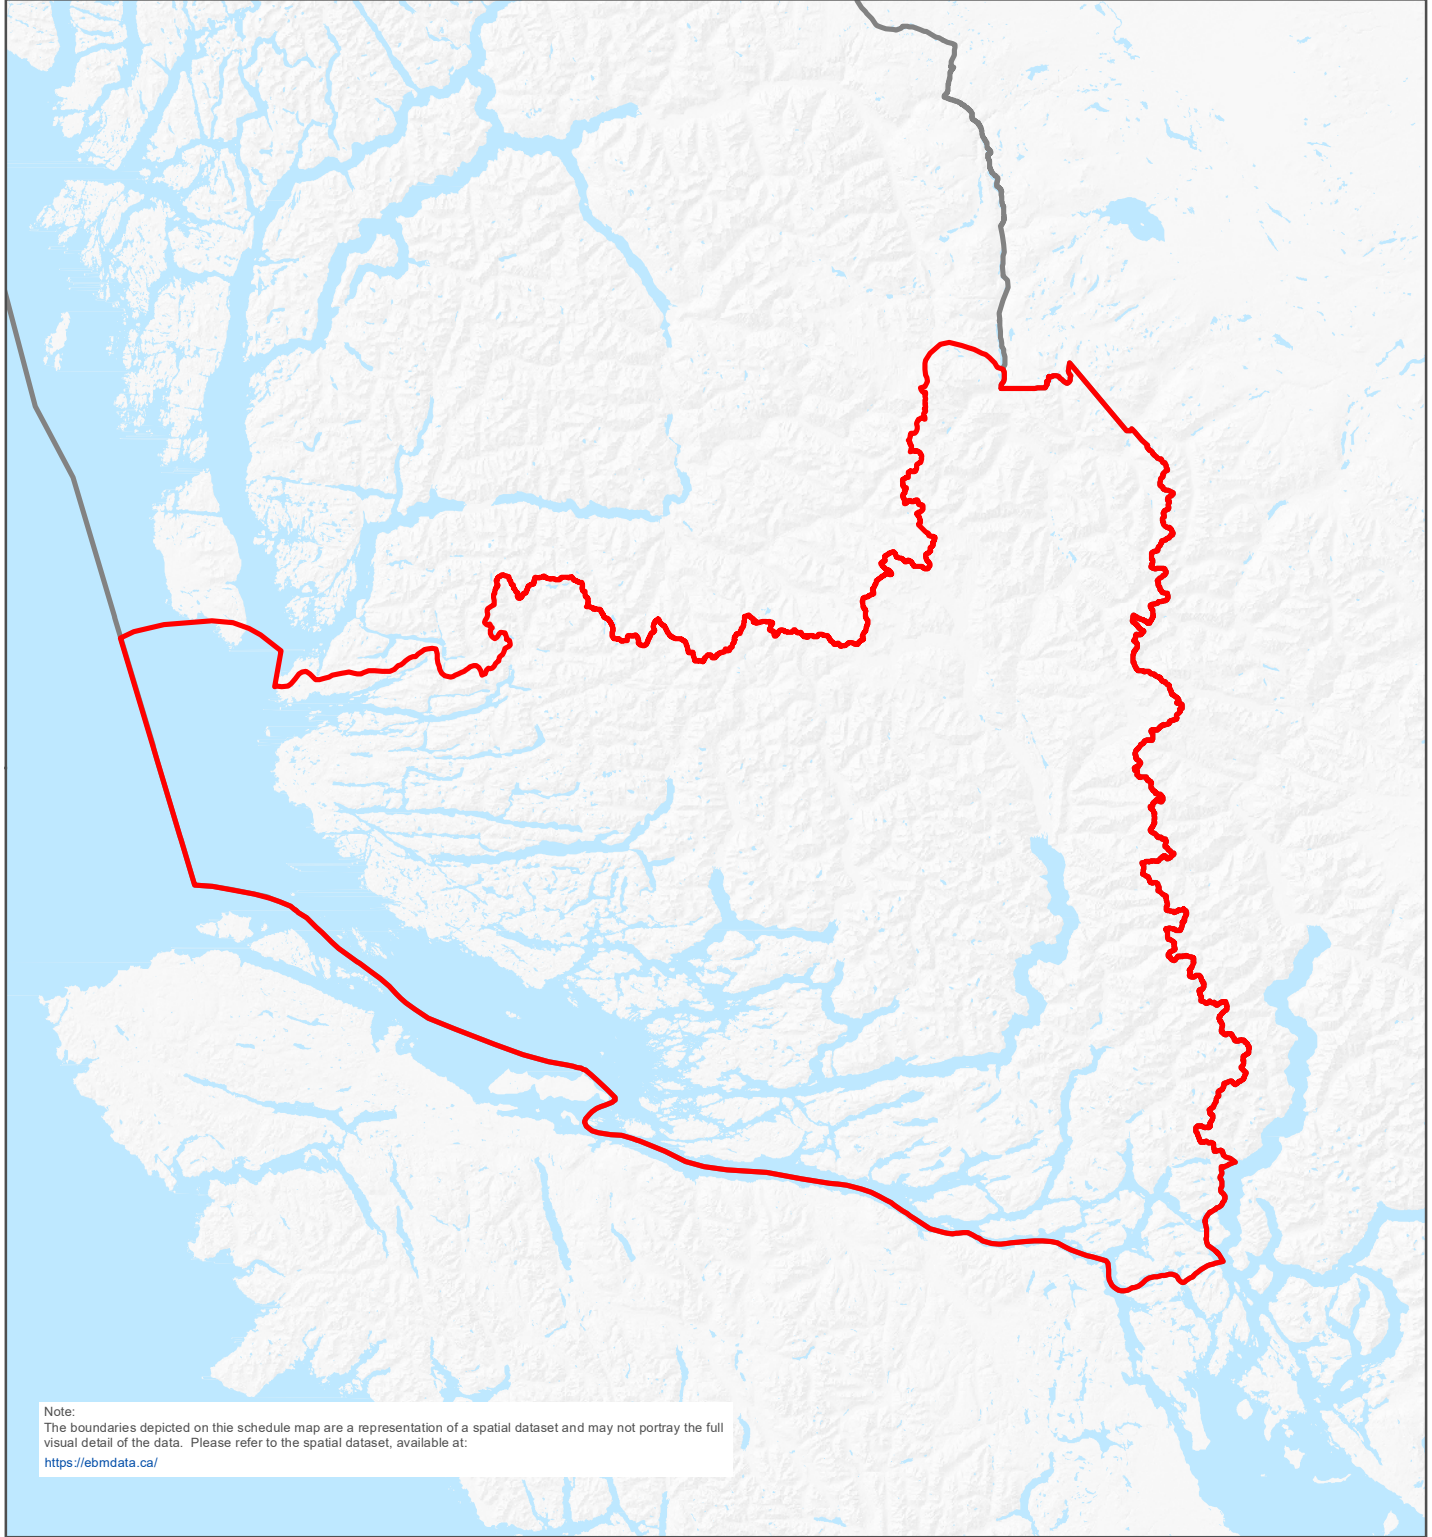 Note:
The boundaries depicted on thie schedule map are a representation of a spatial dataset and may not portray the full
visual detail of the data.  Please refer to the spatial dataset, available at:
https://ebmdata.ca/